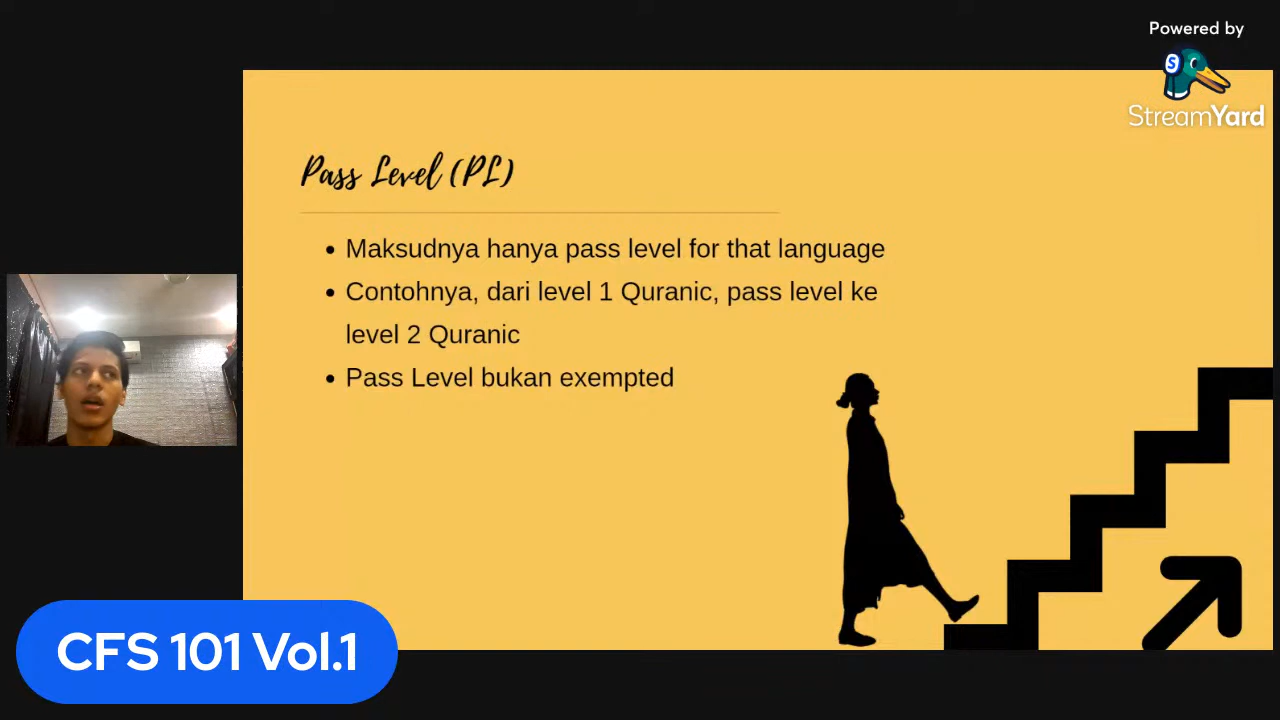 Powered by
StreamYard
Pass Level (PL)
• Maksudnya hanya pass level for that language
• Contohnya, dari level 1 Quranic, pass level ke
level 2 Quranic
• Pass Level bukan exempted
CFS 101 Vol.1